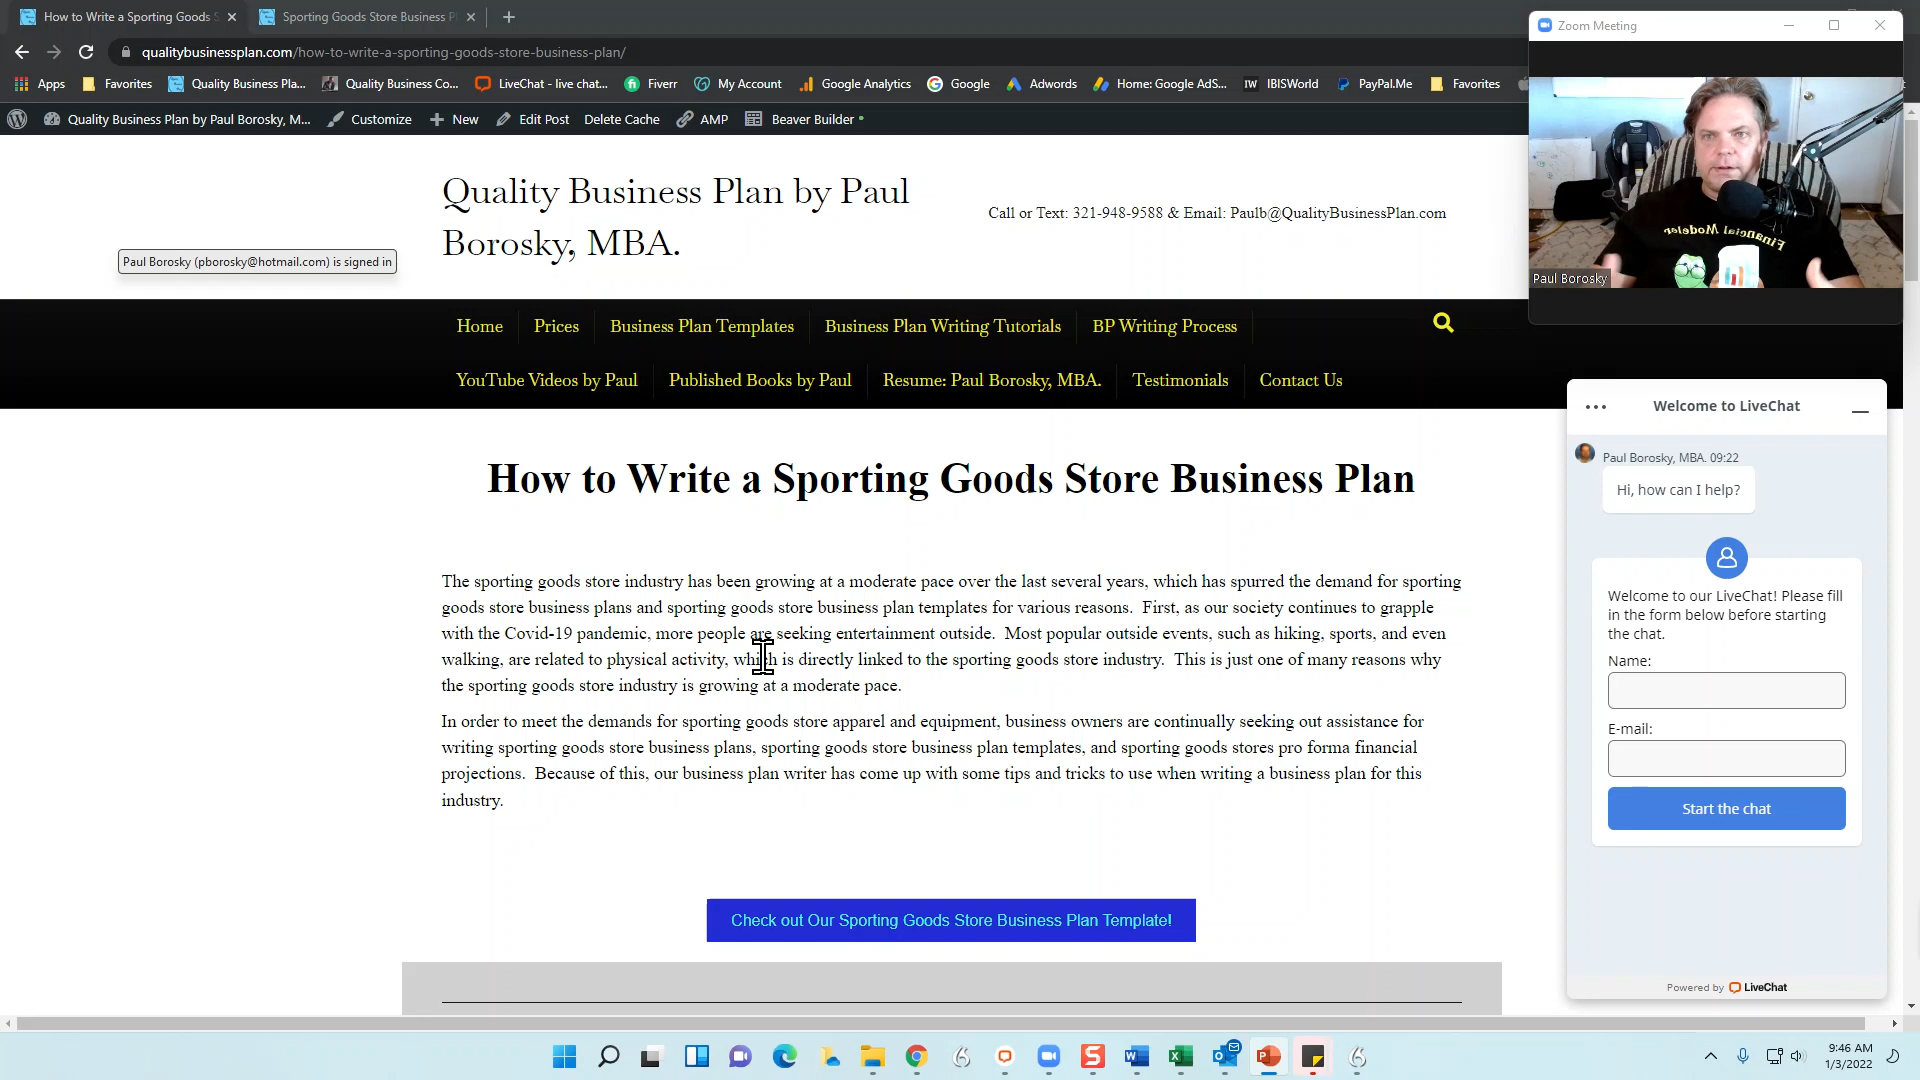 How to Write a Sporting Goods S
Sporting Goods Store Business P
Zoom Meeting
qualitybusinessplan.com/how-to-write-a-sporting-goods-store-business-plan/
Apps
Favorites
Quality Business Pla...
Quality Business Co...
LiveChat - live chat...
Fiverr
My Account
Google Analytics
Google
Adwords
Home: Google AdS...
IW IBISWorld
PayPal.Me
Favorites
Quality Business Plan by Paul Borosky, M...
Customize
New
Edit Post
Delete Cache
AMP
Beaver Builder
Quality Business Plan by Paul
Borosky, MBA.
Call or Text: 321-948-9588 & Email: Paulb@QualityBusinessPlan.com
Paul Borosky (pborosky@hotmail.com) is signed in
Financial Modeler
Paul Borosky
Home
Prices
Business Plan Templates
Business Plan Writing Tutorials
BP Writing Process
YouTube Videos by Paul
Published Books by Paul
Resume: Paul Borosky, MBA.
Testimonials
Contact Us
How to Write a Sporting Goods Store Business Plan
The sporting goods store industry has been growing at a moderate pace over the last several years, which has spurred the demand for sporting
goods store business plans and sporting goods store business plan templates for various reasons. First, as our society continues to grapple
with the Covid-19 pandemic, more people are seeking entertainment outside. Most popular outside events, such as hiking, sports, and even
walking, are related to physical activity, which is directly linked to the sporting goods store industry. This is just one of many reasons why
the sporting goods store industry is growing at a moderate pace.
In order to meet the demands for sporting goods store apparel and equipment, business owners are continually seeking out assistance for
writing sporting goods store business plans, sporting goods store business plan templates, and sporting goods stores pro forma financial
projections. Because of this, our business plan writer has come up with some tips and tricks to use when writing a business plan for this
industry.
Check out Our Sporting Goods Store Business Plan Template!
Welcome to LiveChat
Paul Borosky, MBA. 09:22
Hi, how can I help?
Welcome to our LiveChat! Please fill
in the form below before starting
the chat.
Name:
E-mail:
Start the chat
Powered by LiveChat
9:46 AM
1/3/2022